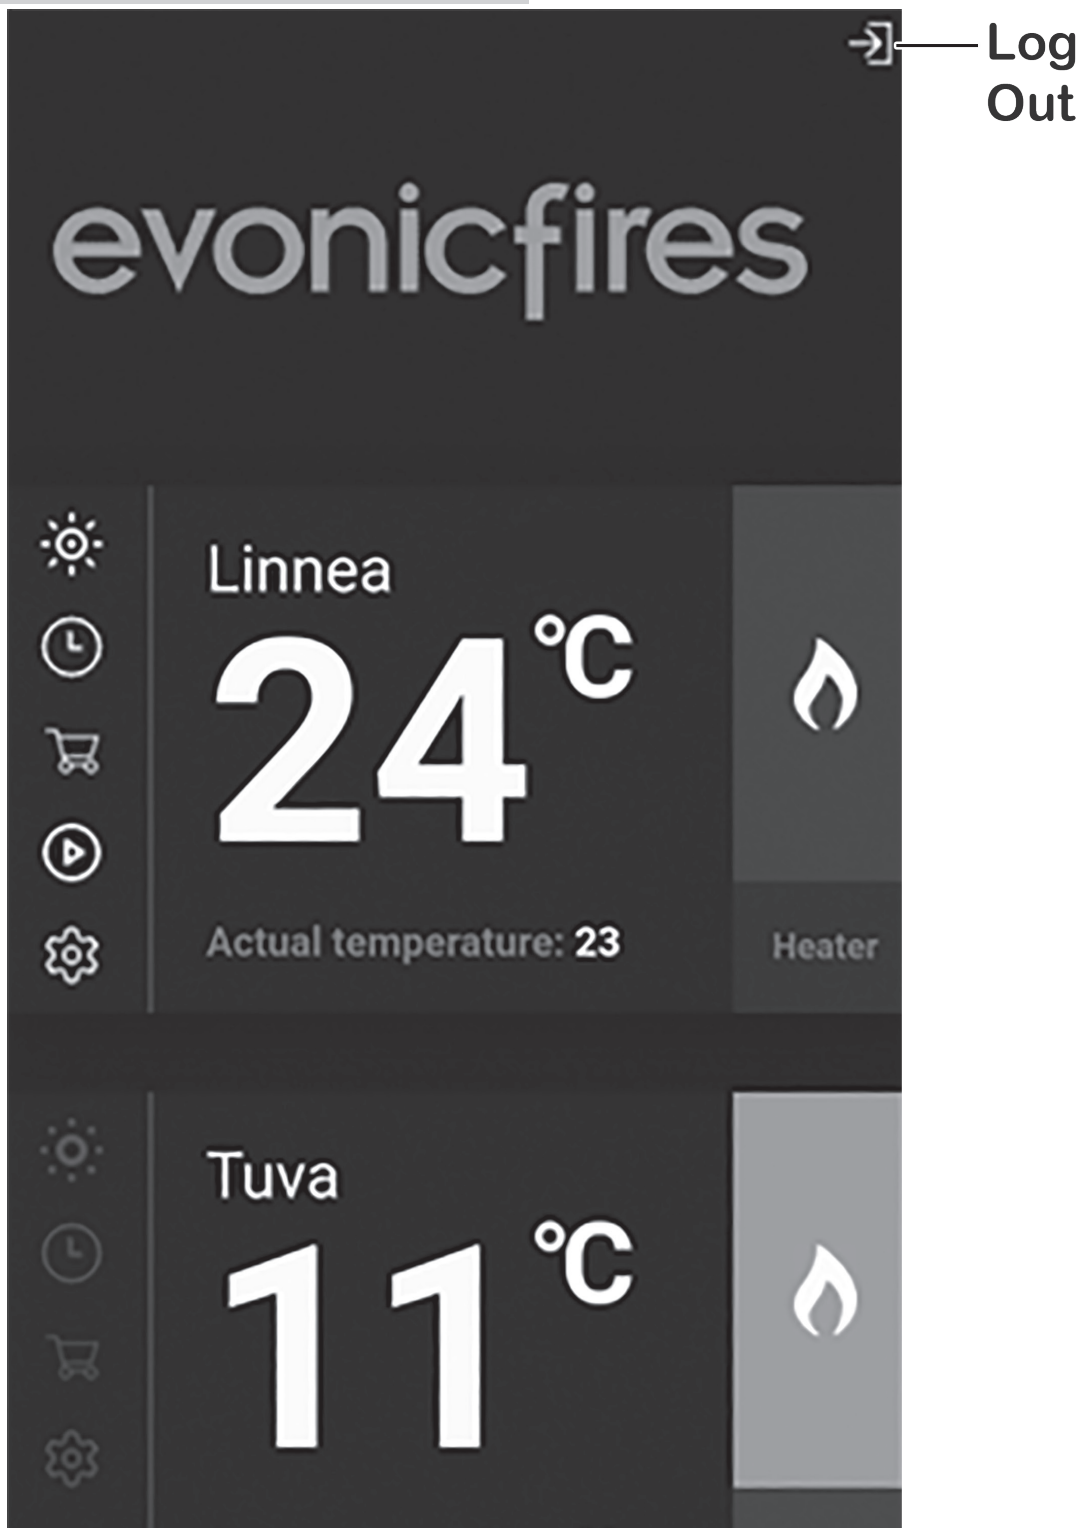 Log
Out
evonicfires
Linnea
24°C
Actual temperature: 23
Heater
Tuva
11°C